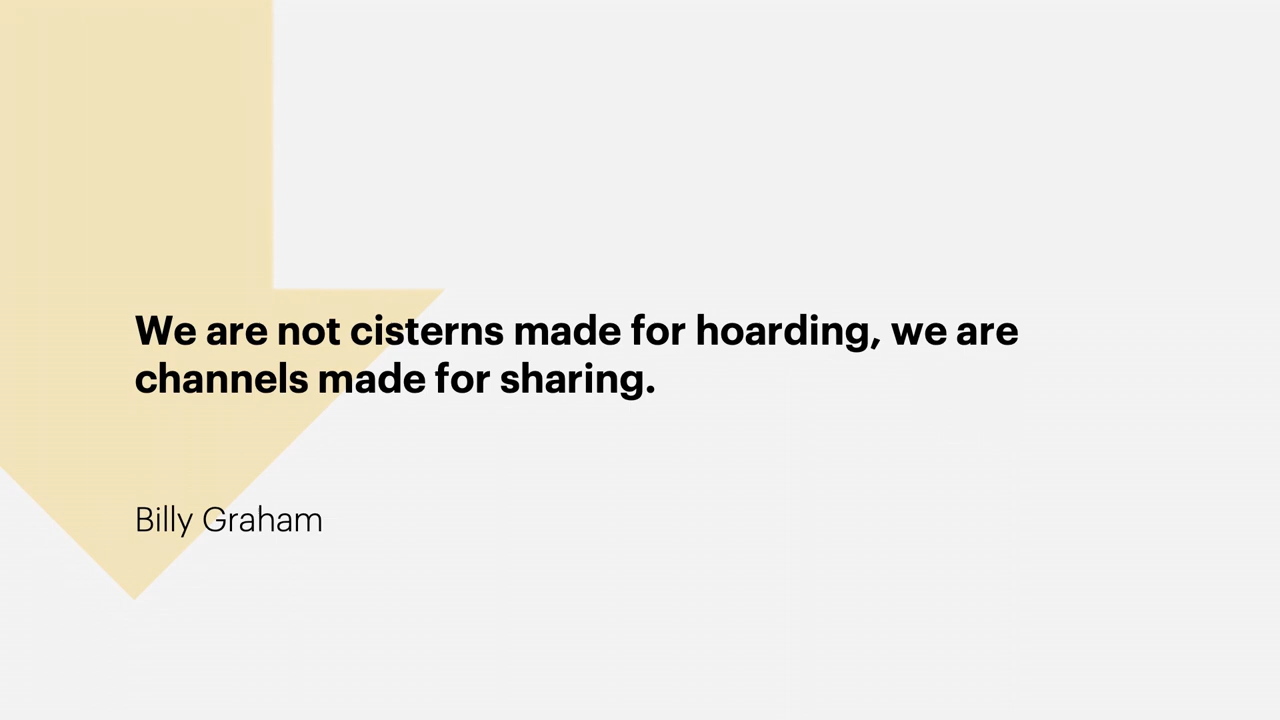 We are not cisterns made for hoarding, we are
channels made for sharing.
Billy Graham